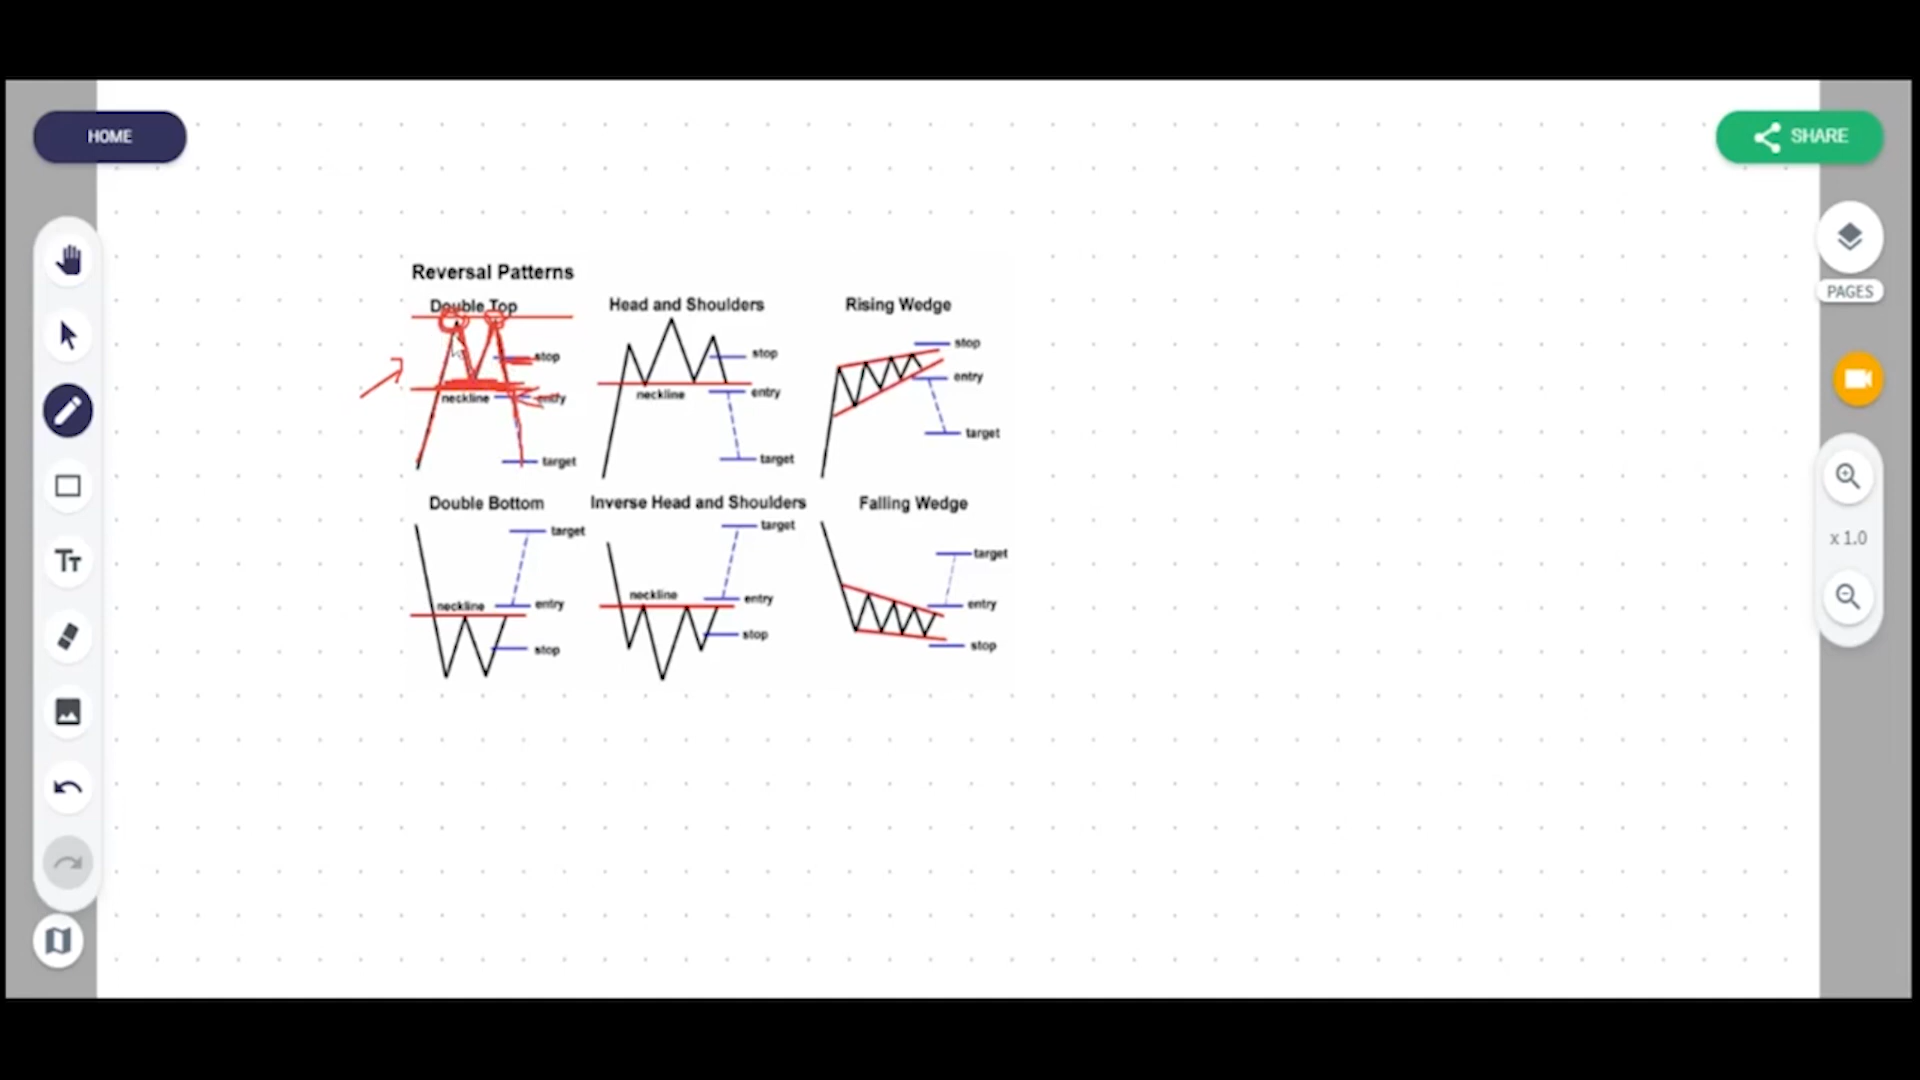 HOME
SHARE
PAGES
x 1.0
Reversal Patterns
Double Top
stop
neckline
entry
target
Head and Shoulders
stop
entry
neckline
target
Rising Wedge
stop
entry
target
Double Bottom
target
neckline
entry
stop
Inverse Head and Shoulders
target
neckline
entry
stop
Falling Wedge
target
entry
stop
Tт